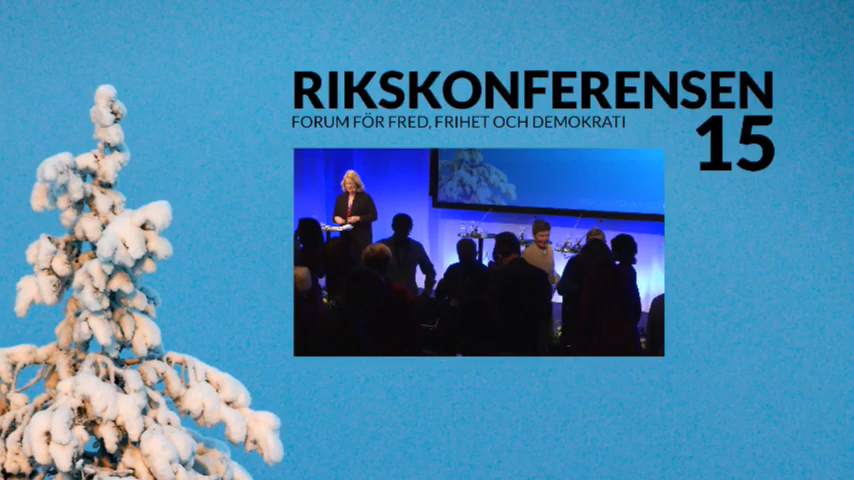 RIKSKONFERENSEN
FORUM FÖR FRED, FRIHET OCH DEMOKRATI
15